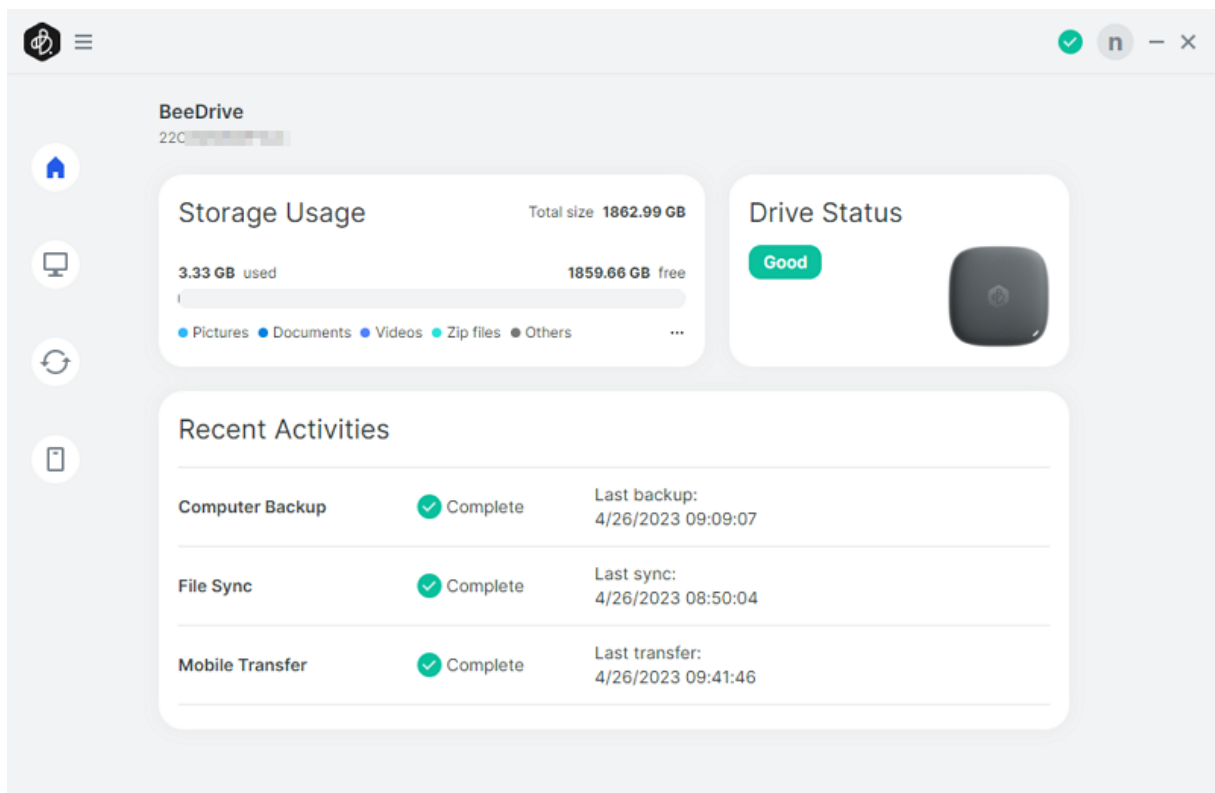 n
BeeDrive
Storage Usage
Total size 1862.99 GB
3.33 GB used
1859.66 GB free
Pictures Documents Videos Zip files Others
Drive Status
Good
Recent Activities
Computer Backup
Complete
Last backup:
4/26/2023 09:09:07
File Sync
Complete
Last sync:
4/26/2023 08:50:04
Mobile Transfer
Complete
Last transfer:
4/26/2023 09:41:46